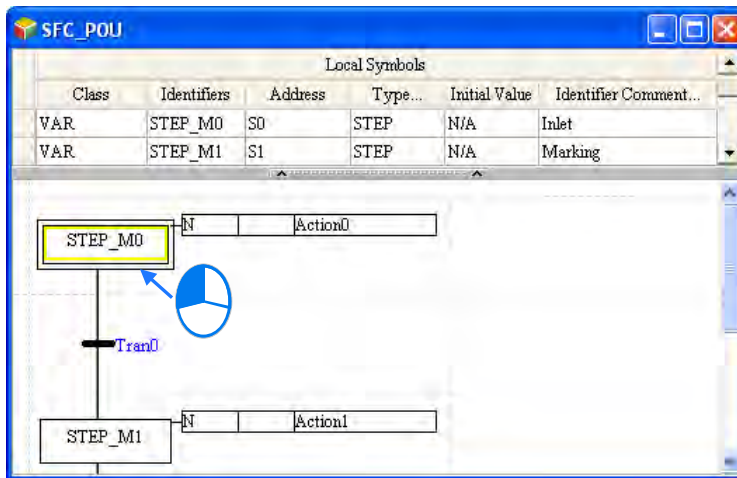 SFC_POU
Local Symbols
Class Identifiers Address Type... Initial Value Identifier Comment...
VAR STEP_M0 S0 STEP N/A Inlet
VAR STEP_M1 S1 STEP N/A Marking
STEP_M0 N Action0
Tran0
STEP_M1 N Action1